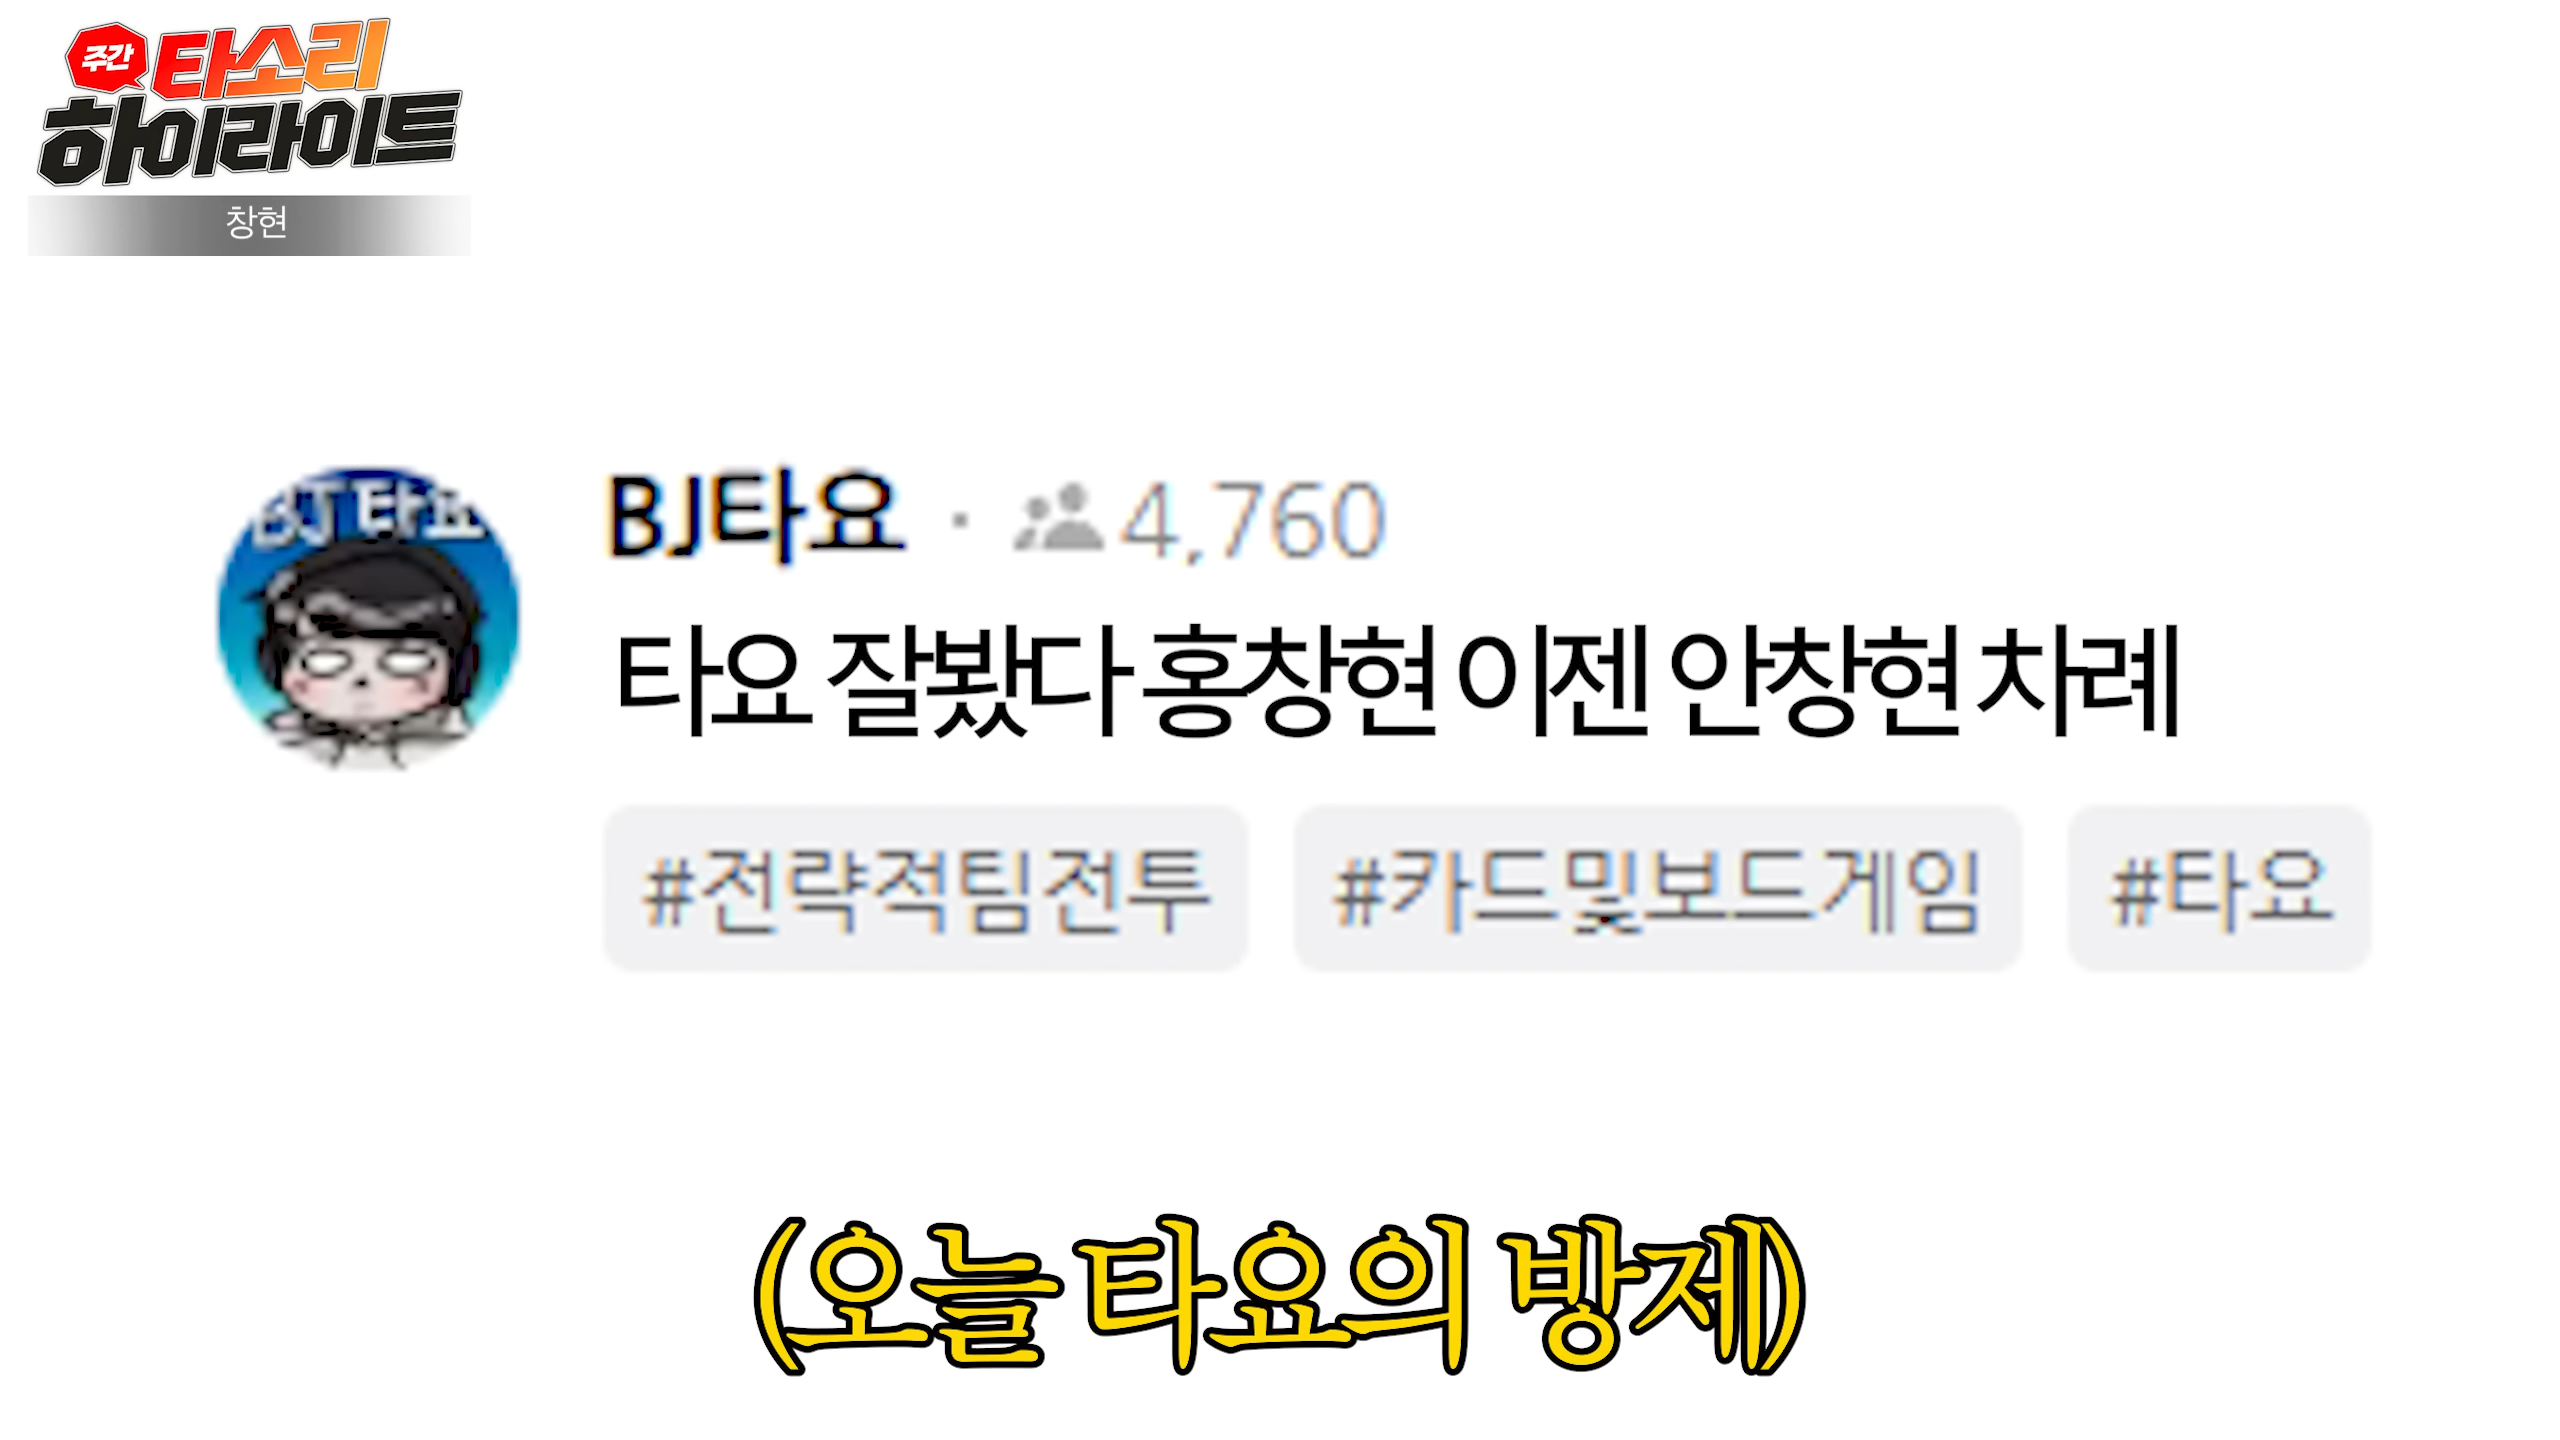 주간 타소리
하이라이트
창현
BJ 타요
BJ타요 · 4,760
타요 잘봤다 홍창현 이젠 안창현 차례
#전략적팀전투 #카드및보드게임 #타요
(오늘 타요의 방제)